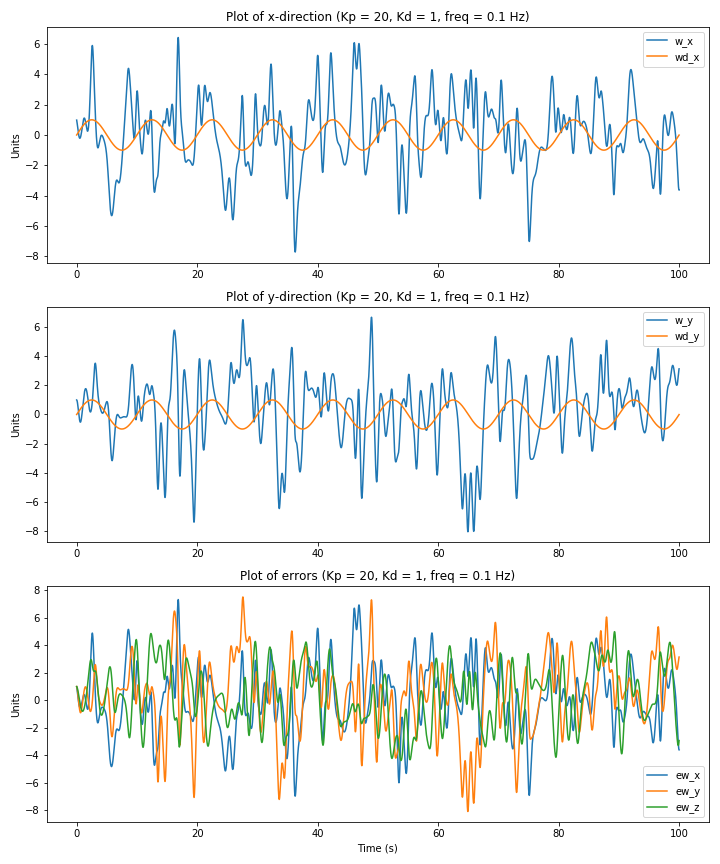 Plot of x-direction (Kp = 20, Kd = 1, freq = 0.1 Hz)
w_x
wd_x
Units
6
4
2
0
−2
−4
−6
−8
0 20 40 60 80 100
Plot of y-direction (Kp = 20, Kd = 1, freq = 0.1 Hz)
w_y
wd_y
Units
6
4
2
0
−2
−4
−6
−8
0 20 40 60 80 100
Plot of errors (Kp = 20, Kd = 1, freq = 0.1 Hz)
Units
8
6
4
2
0
−2
−4
−6
−8
ew_x
ew_y
ew_z
0 20 40 60 80 100
Time (s)